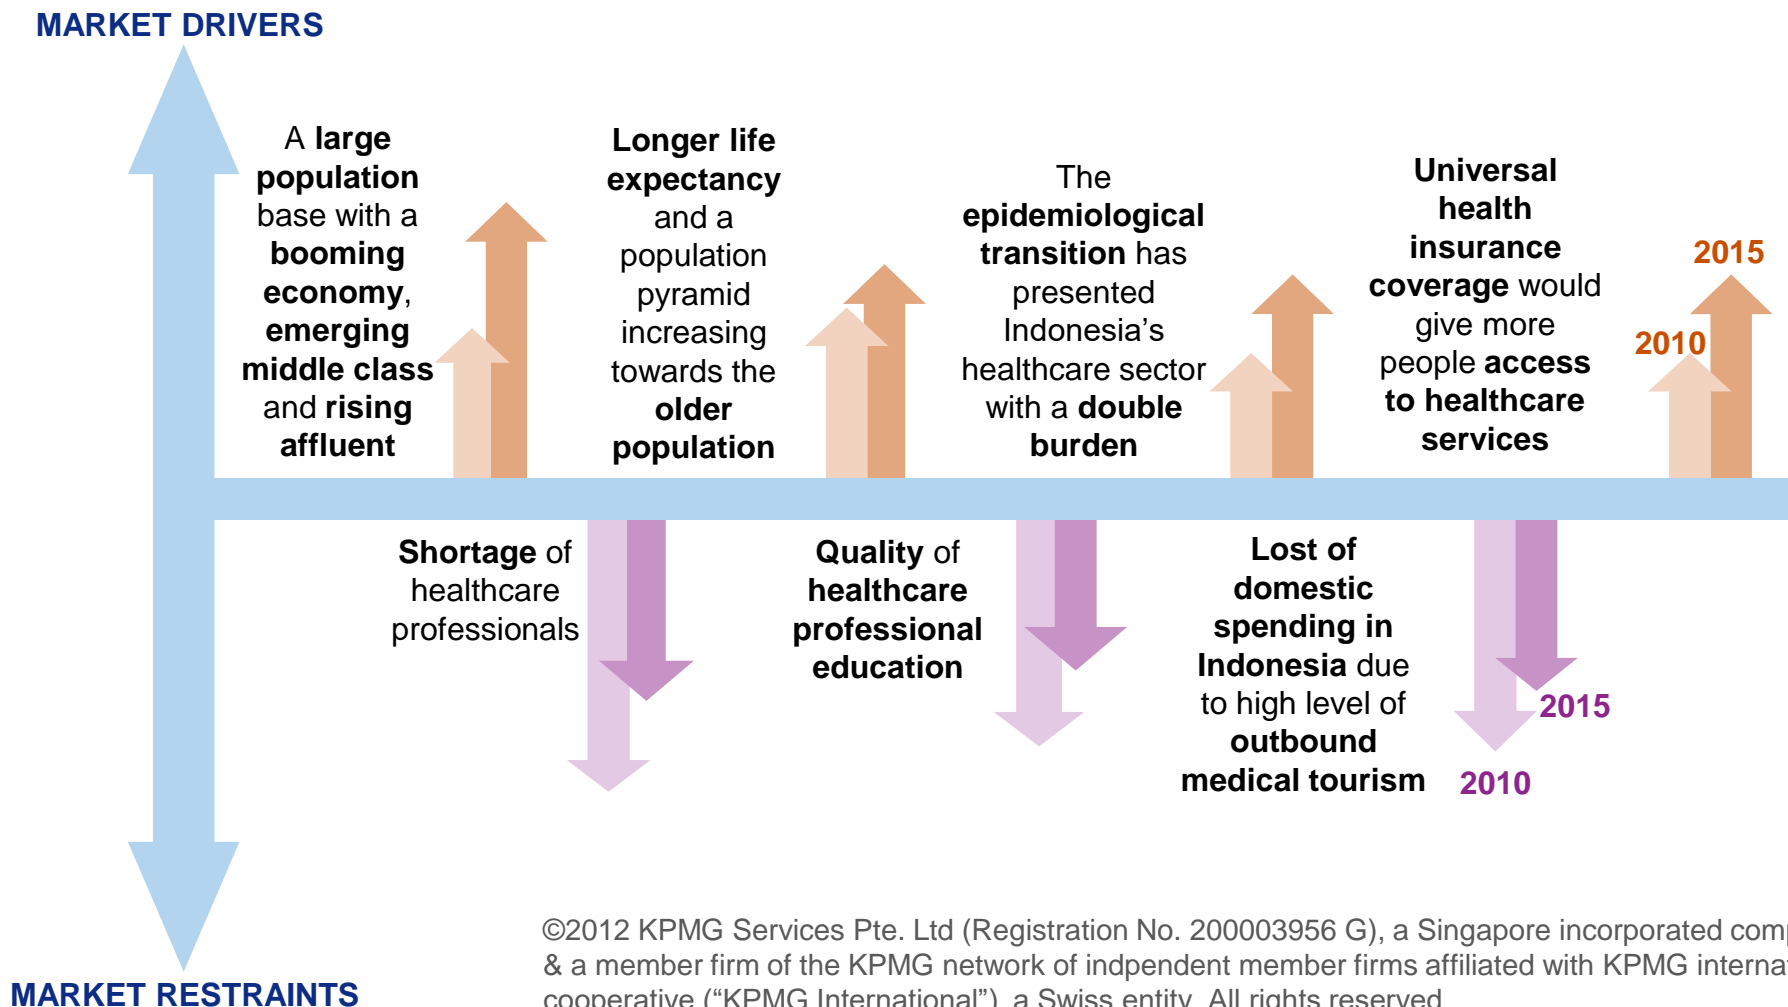 MARKET DRIVERS
A large
population
base with a
booming
economy,
emerging
middle class
and rising
affluent
Longer life
expectancy
and a
population
pyramid
increasing
towards the
older
population
The
epidemiological
transition has
presented
Indonesia's
healthcare sector
with a double
burden
Universal
health
insurance
coverage would
give more
people access
to healthcare
services
2010
2015
Shortage of
healthcare
professionals
Quality of
healthcare
professional
education
Lost of
domestic
spending in
Indonesia due
to high level of
outbound
medical tourism
2015
2010
MARKET RESTRAINTS
©2012 KPMG Services Pte. Ltd (Registration No. 200003956 G), a Singapore incorporated
& a member firm of the KPMG network of indpendent member firms affiliated with KPMG
cooperative (“KPMG International”), a Swiss entity. All rights reserved